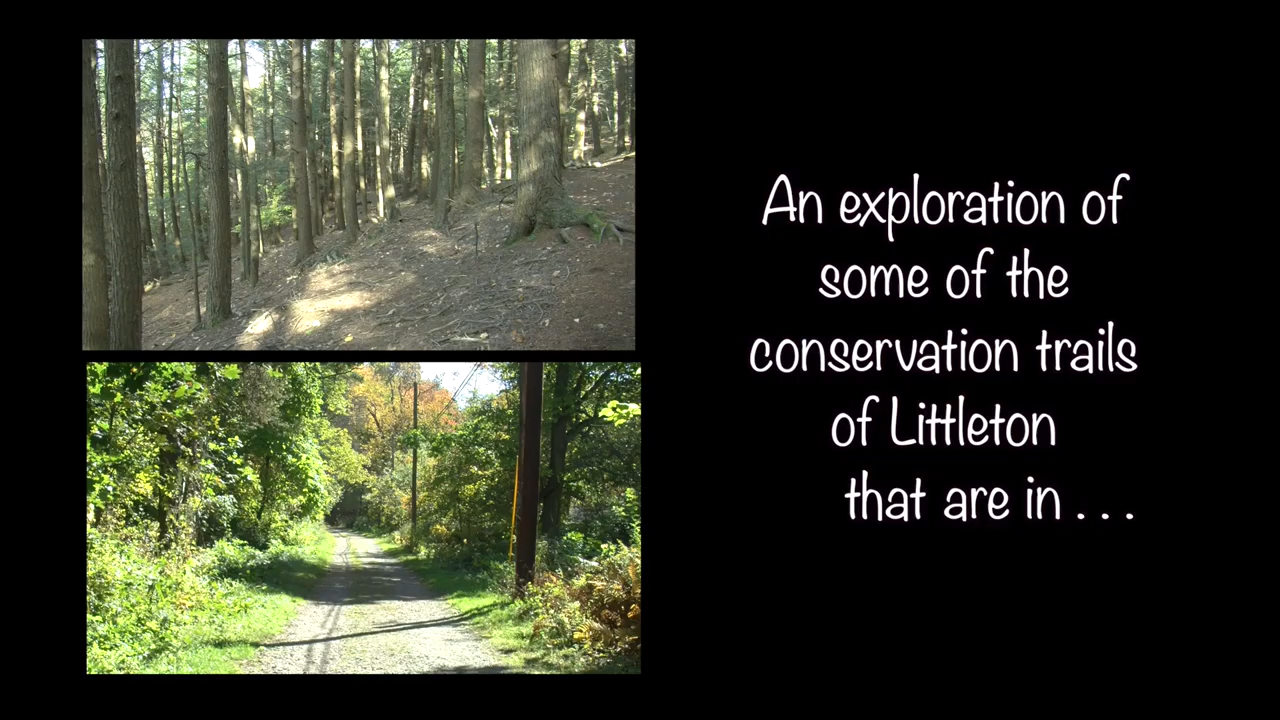 An exploration of
some of the
conservation trails
of Littleton
that are in . . .